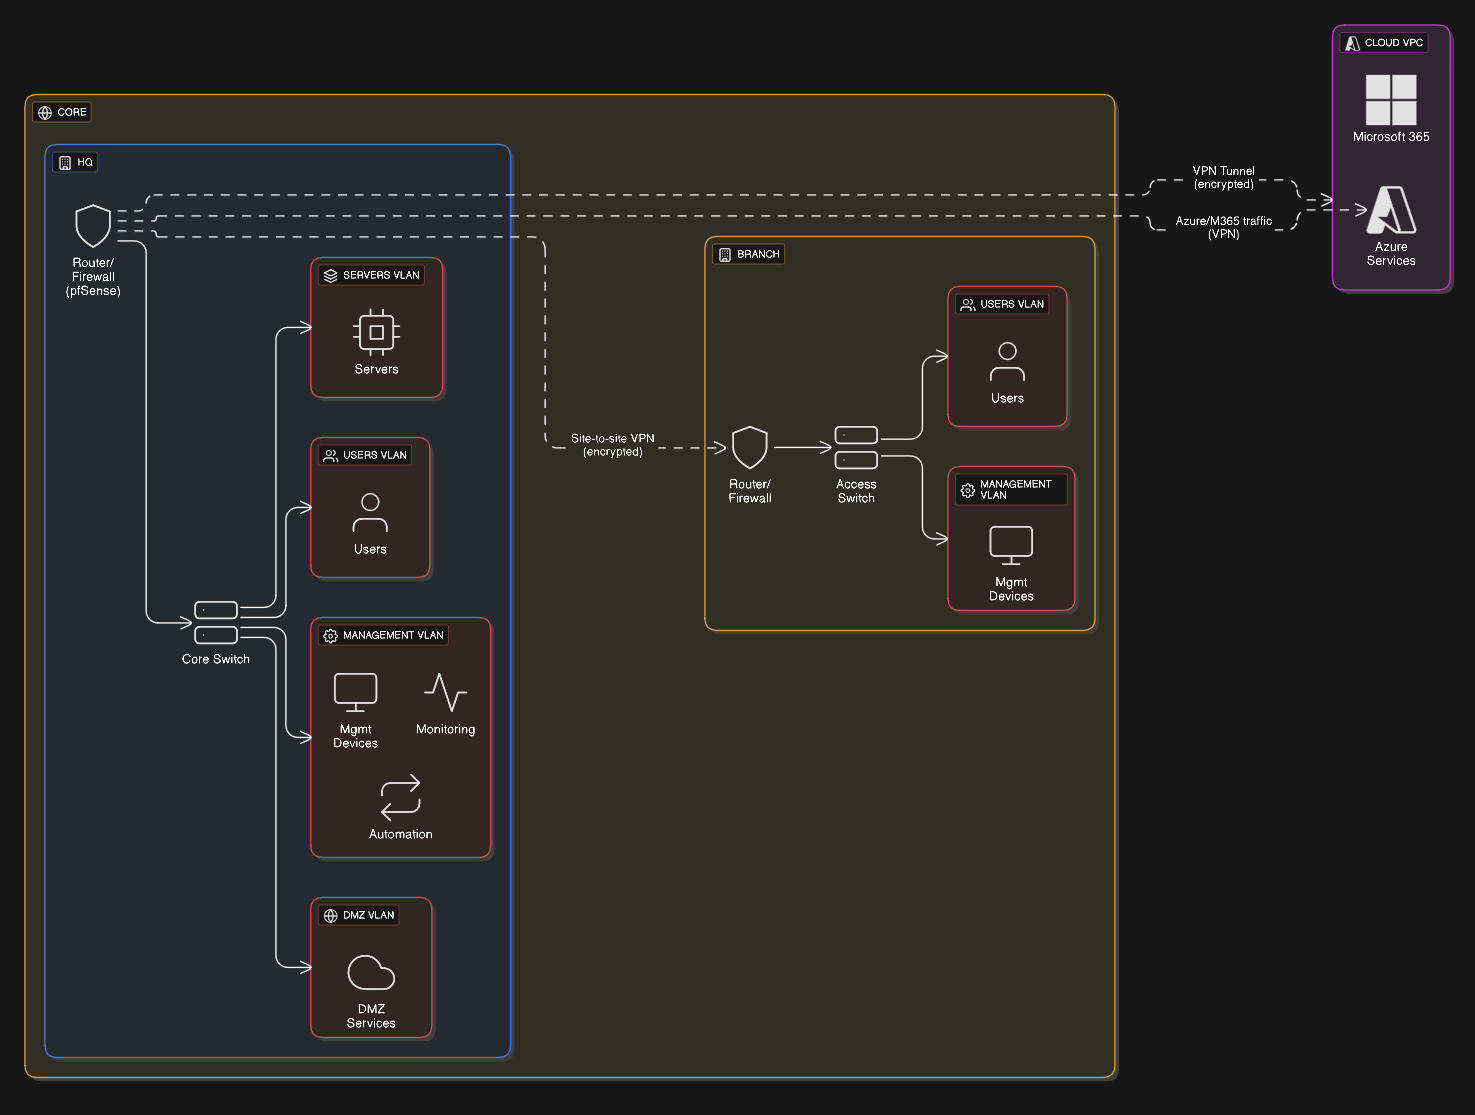 CLOUD VPC
Microsoft 365
Azure
Services
CORE
HQ
VPN Tunnel
(encrypted)
Azure/M365 traffic
(VPN)
Router/
Firewall
(pfSense)
SERVERS VLAN
Servers
USERS VLAN
Users
Core Switch
MANAGEMENT VLAN
Mgmt
Devices
Monitoring
Automation
DMZ VLAN
DMZ
Services
Site-to-site VPN
(encrypted)
BRANCH
Router/
Firewall
Access
Switch
USERS VLAN
Users
MANAGEMENT
VLAN
Mgmt
Devices